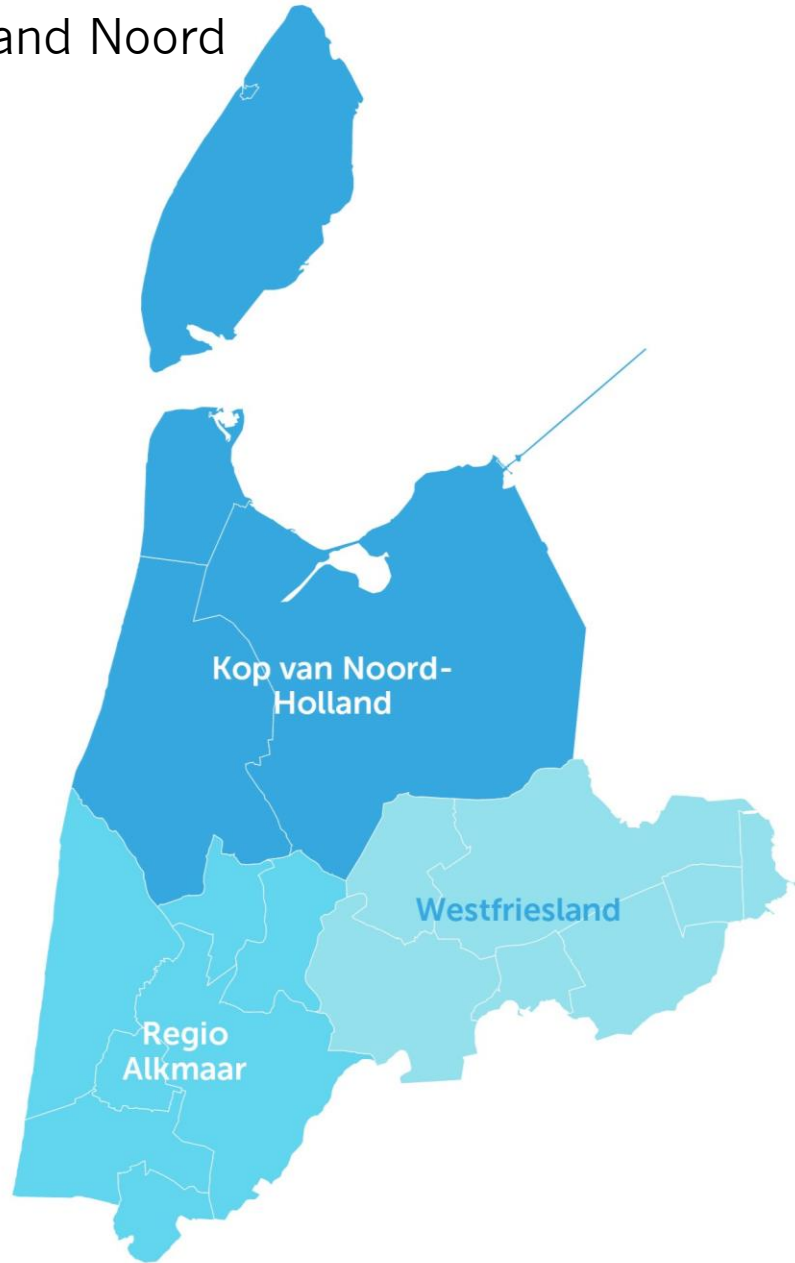 and Noord
Kop van Noord-
Holland
Westfriesland
Regio
Alkmaar